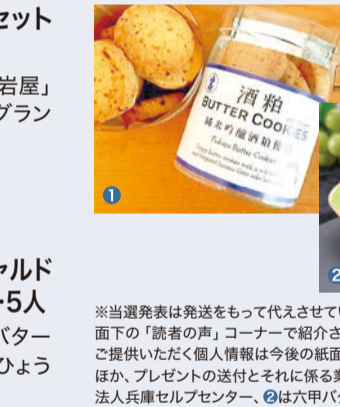 セット
岩屋」
グラン
酒粕
BUTTER COOKIES
純米吟醸酒粕使用
Fukuju Butter Cookies
❶
❷
ャルド
・5人
バター
ひょう
※当選発表は発送をもって代えさせてい
面下の「読者の声」コーナーで紹介さ
ご提供いただく個人情報は今後の紙面
ほか、プレゼントの送付とそれに係る業
法人兵庫セルプセンター、❷は六甲バタ